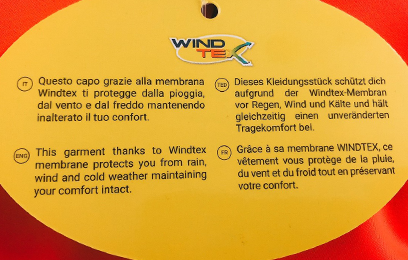 WIND
TEX
IT Questo capo grazie alla membrana
Windtex ti protegge dalla pioggia,
dal vento e dal freddo mantenendo
inalterato il tuo confort.
ENG This garment thanks to Windtex
membrane protects you from rain,
wind and cold weather maintaining
your comfort intact.
TED Dieses Kleidungsstück schützt dich
aufgrund der Windtex-Membran
vor Regen, Wind und Kälte und hält
gleichzeitig einen unveränderten
Tragekomfort bei.
FR Grâce à sa membrane WINDTEX, ce
vêtement vous protège de la pluie,
du vent et du froid tout en préservant
votre confort.